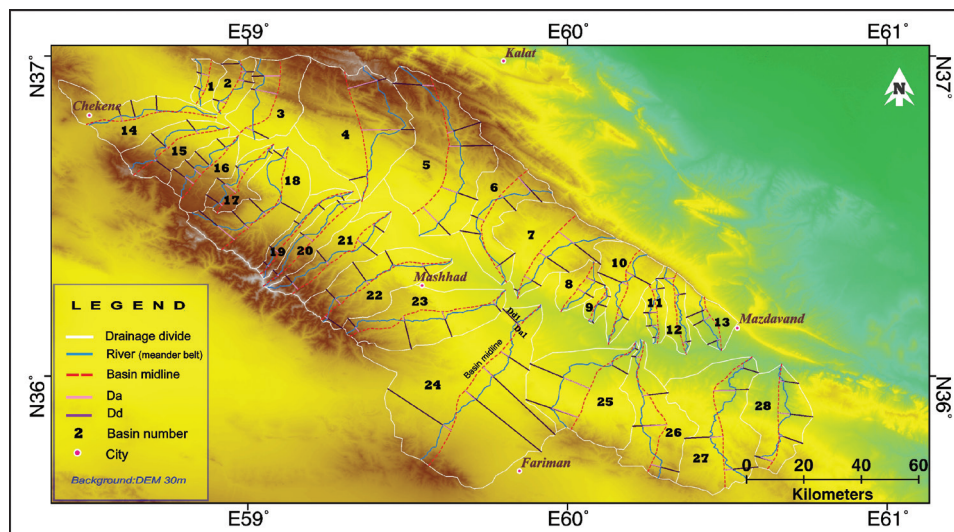 E59° E60° E61°
N37° N37°
Kalat
N
Chekene
1 2 3 4 5 6 7 8 9 10 11 12 13 14 15 16 17 18 19 20 21 22 23 24 25 26 27 28
Mashhad
Mazdavand
Dd1
Da1
Basin midline
Fariman
LEGEND
Drainage divide
River (meander belt)
Basin midline
Da
Dd
2 Basin number
City
Background:DEM 30m
N36° N36°
0 20 40 60
Kilometers
E59° E60° E61°